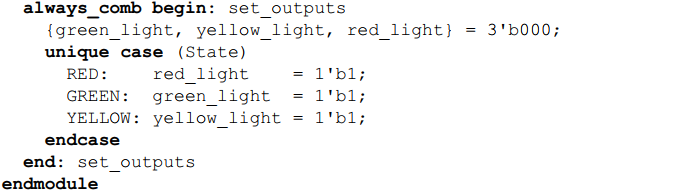 always_comb begin: set_outputs
{green_light, yellow_light, red_light} = 3'b000;
unique case (State)
RED: red_light = 1'b1;
GREEN: green_light = 1'b1;
YELLOW: yellow_light = 1'b1;
endcase
end: set_outputs
endmodule